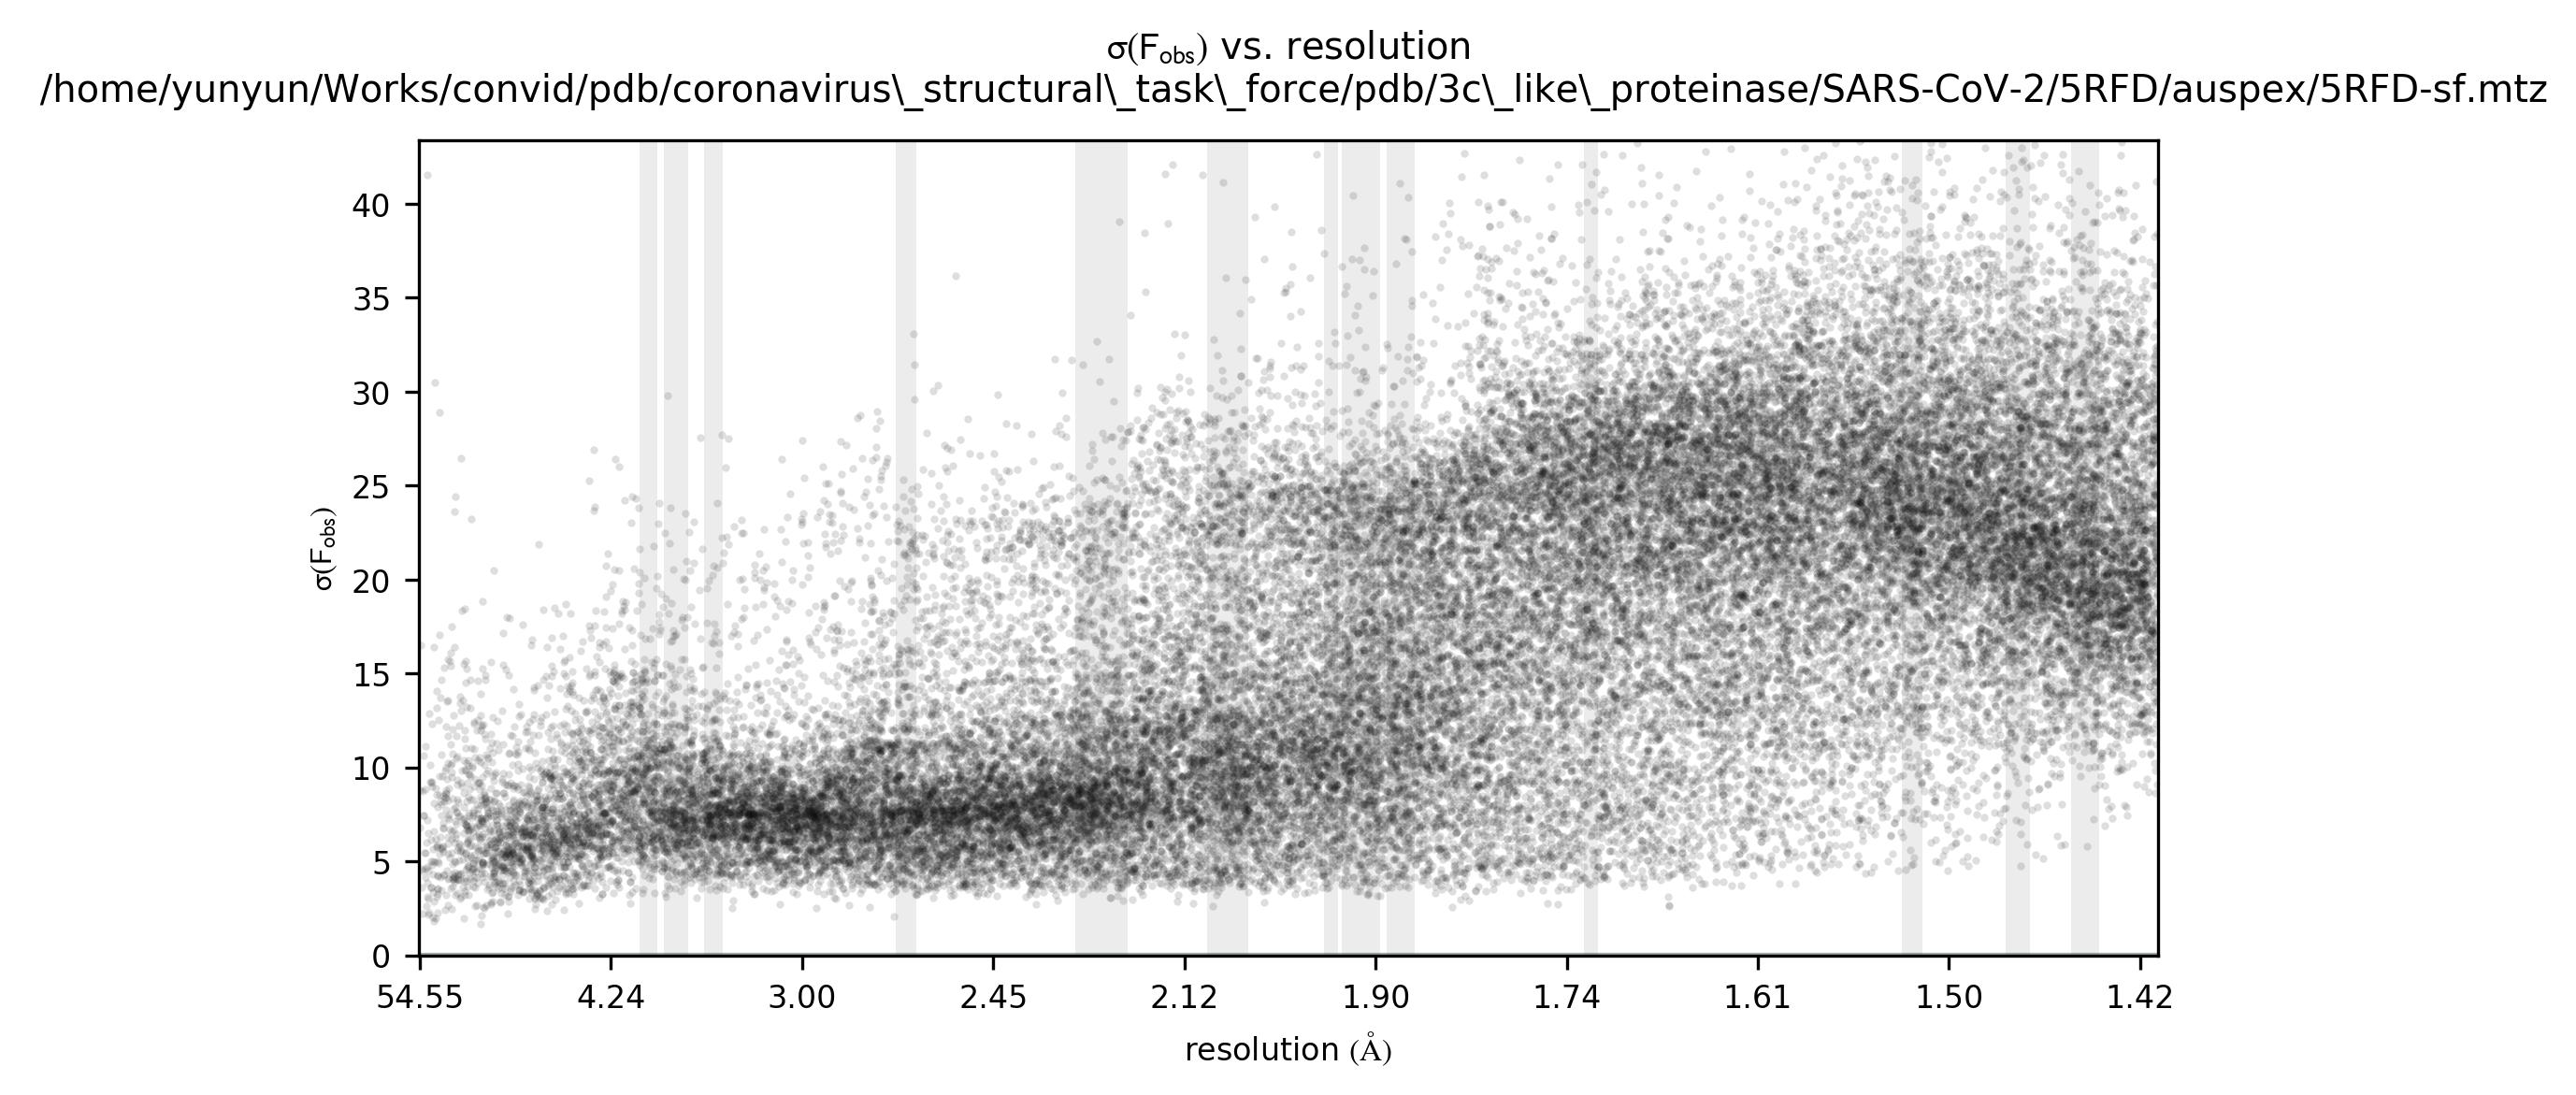 σ(Fobs) vs. resolution
/home/yunyun/Works/convid/pdb/coronavirus\_structural\_task\_force/pdb/3c\_like\_proteinase/SARS-CoV-2/5RFD/auspex/5RFD-sf.mtz
40
35
30
25
20
15
10
5
0
σ(Fobs)
54.55 4.24 3.00 2.45 2.12 1.90 1.74 1.61 1.50 1.42
resolution (Å)